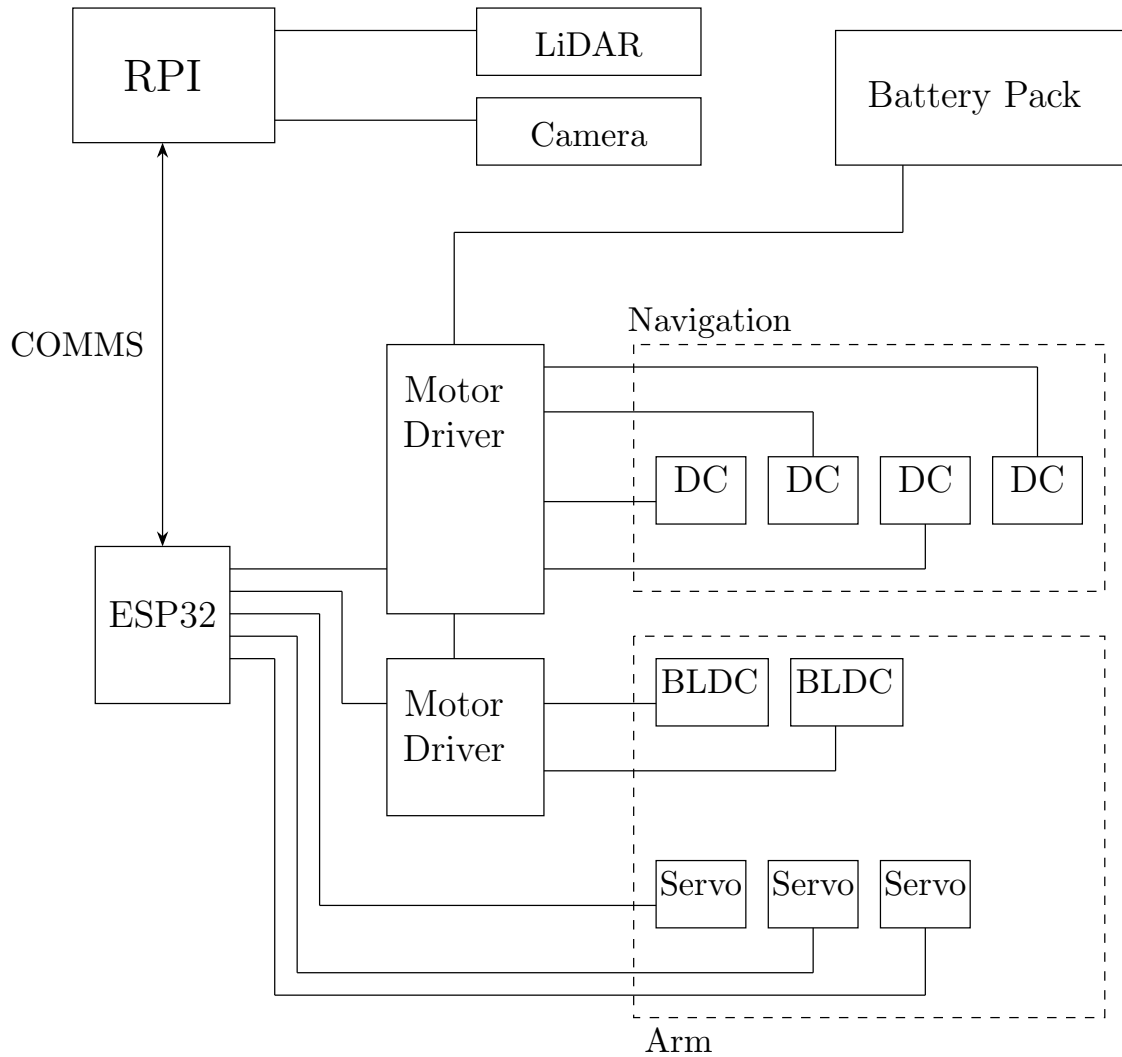 RPI
LiDAR
Camera
Battery Pack
COMMS
Navigation
Motor
Driver
DC
DC
DC
DC
ESP32
Motor
Driver
BLDC
BLDC
Servo
Servo
Servo
Arm